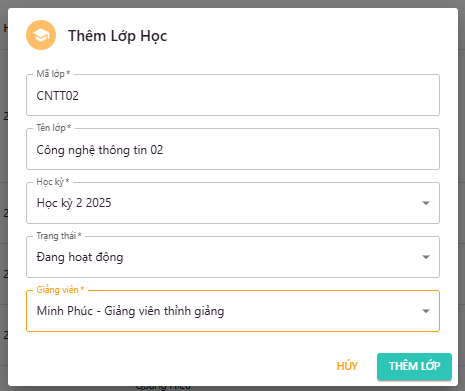 Thêm Lớp Học
Mã lớp *
CNTT02
Tên lớp *
Công nghệ thông tin 02
Học kỳ *
Học kỳ 2 2025
Trạng thái *
Đang hoạt động
Giảng viên *
Minh Phúc - Giảng viên thỉnh giảng
HỦY
THÊM LỚP